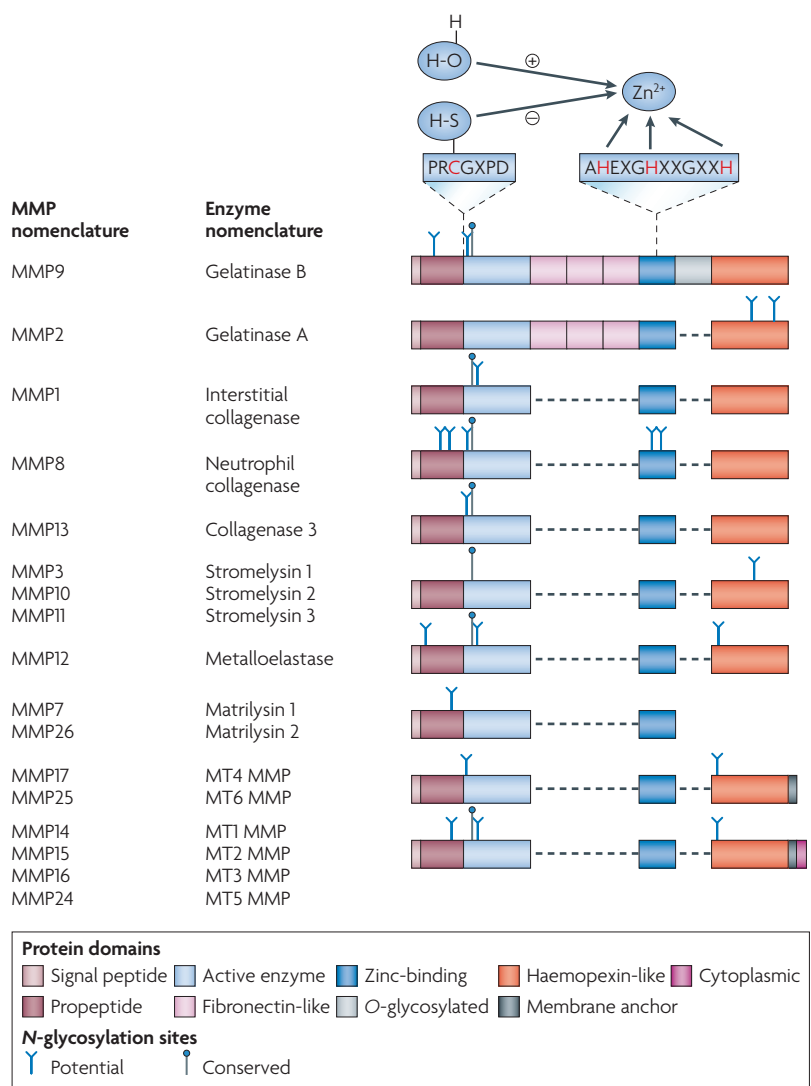 H
H-O
+
Zn2+
H-S
−
PRCGXPD
AHEXGHXXGXXH
MMP nomenclature
Enzyme nomenclature
MMP9 Gelatinase B
MMP2 Gelatinase A
MMP1 Interstitial collagenase
MMP8 Neutrophil collagenase
MMP13 Collagenase 3
MMP3 Stromelysin 1
MMP10 Stromelysin 2
MMP11 Stromelysin 3
MMP12 Metalloelastase
MMP7 Matrilysin 1
MMP26 Matrilysin 2
MMP17 MT4 MMP
MMP25 MT6 MMP
MMP14 MT1 MMP
MMP15 MT2 MMP
MMP16 MT3 MMP
MMP24 MT5 MMP
Protein domains
Signal peptide Active enzyme Zinc-binding Haemopexin-like Cytoplasmic
Propeptide Fibronectin-like O-glycosylated Membrane anchor
N-glycosylation sites
Potential Conserved